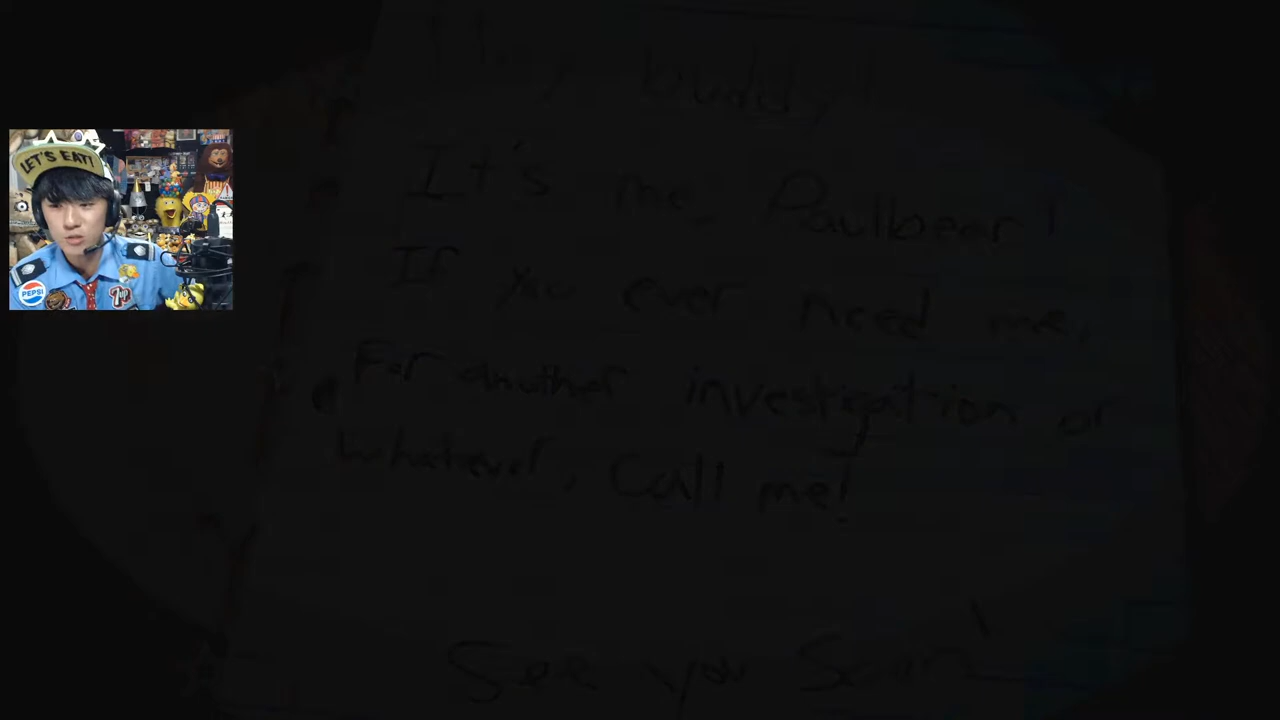 Hey buddy!
It's me, Paulbear!
If you ever need me,
For another investigation or
whatever, Call me!
See you soon!
LET'S EAT!
PEPSI
7up